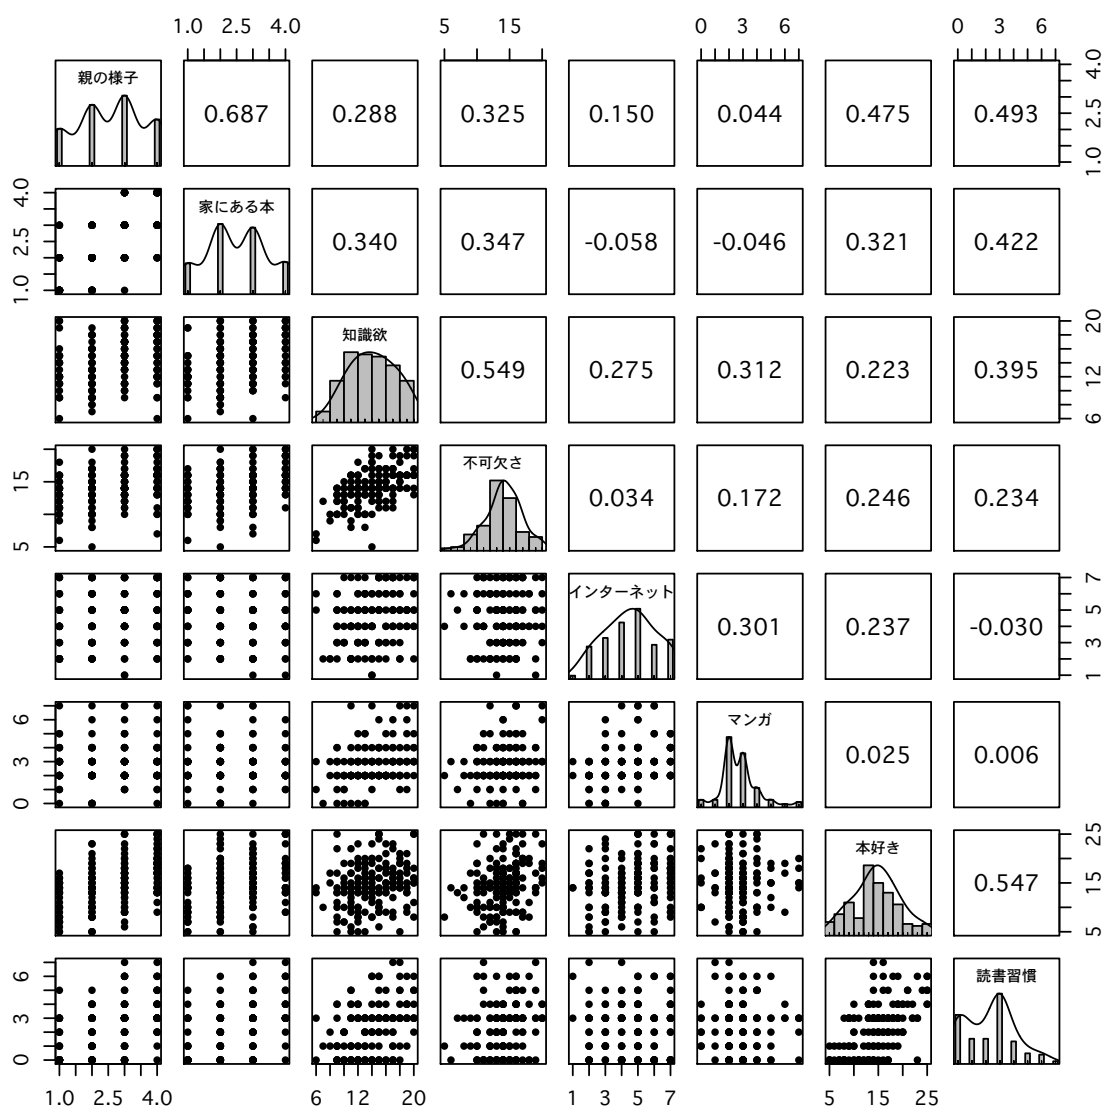 1.0 2.5 4.0 5 15 0 3 6 0 3 6
親の様子 0.687 0.288 0.325 0.150 0.044 0.475 0.493 1.0 2.5 4.0
1.0 2.5 4.0 家にある本 0.340 0.347 -0.058 -0.046 0.321 0.422
知識欲 0.549 0.275 0.312 0.223 0.395 6 12 20
5 15 不可欠さ 0.034 0.172 0.246 0.234
インターネット 0.301 0.237 -0.030 1 3 5 7
0 3 6 マンガ 0.025 0.006
本好き 0.547 5 15 25
0 3 6 読書習慣
1.0 2.5 4.0 6 12 20 1 3 5 7 5 15 25